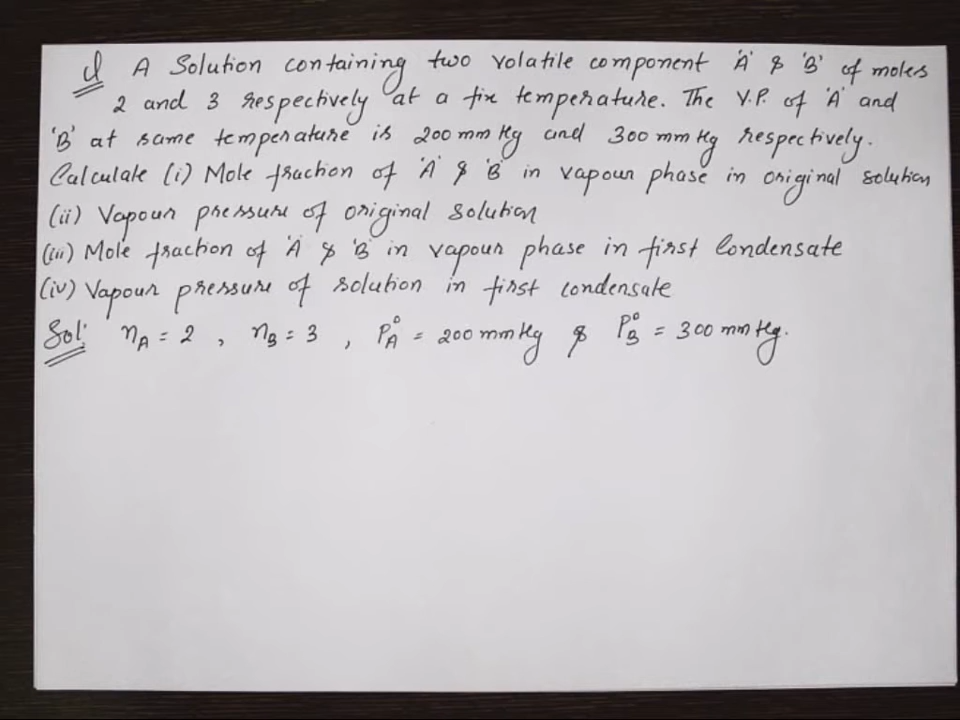 Q A Solution containing two volatile component 'A' & 'B' of moles
2 and 3 respectively at a fix temperature. The V.P. of 'A' and
'B' at same temperature is 200 mm Hg and 300 mm Hg respectively.
Calculate (i) Mole fraction of 'A' & 'B' in vapour phase in original solution
(ii) Vapour pressure of original solution
(iii) Mole fraction of 'A' & 'B' in vapour phase in first Condensate
(iv) Vapour pressure of solution in first condensate
Sol: nA = 2 , nB = 3 , P°A = 200 mm Hg & P°B = 300 mm Hg.